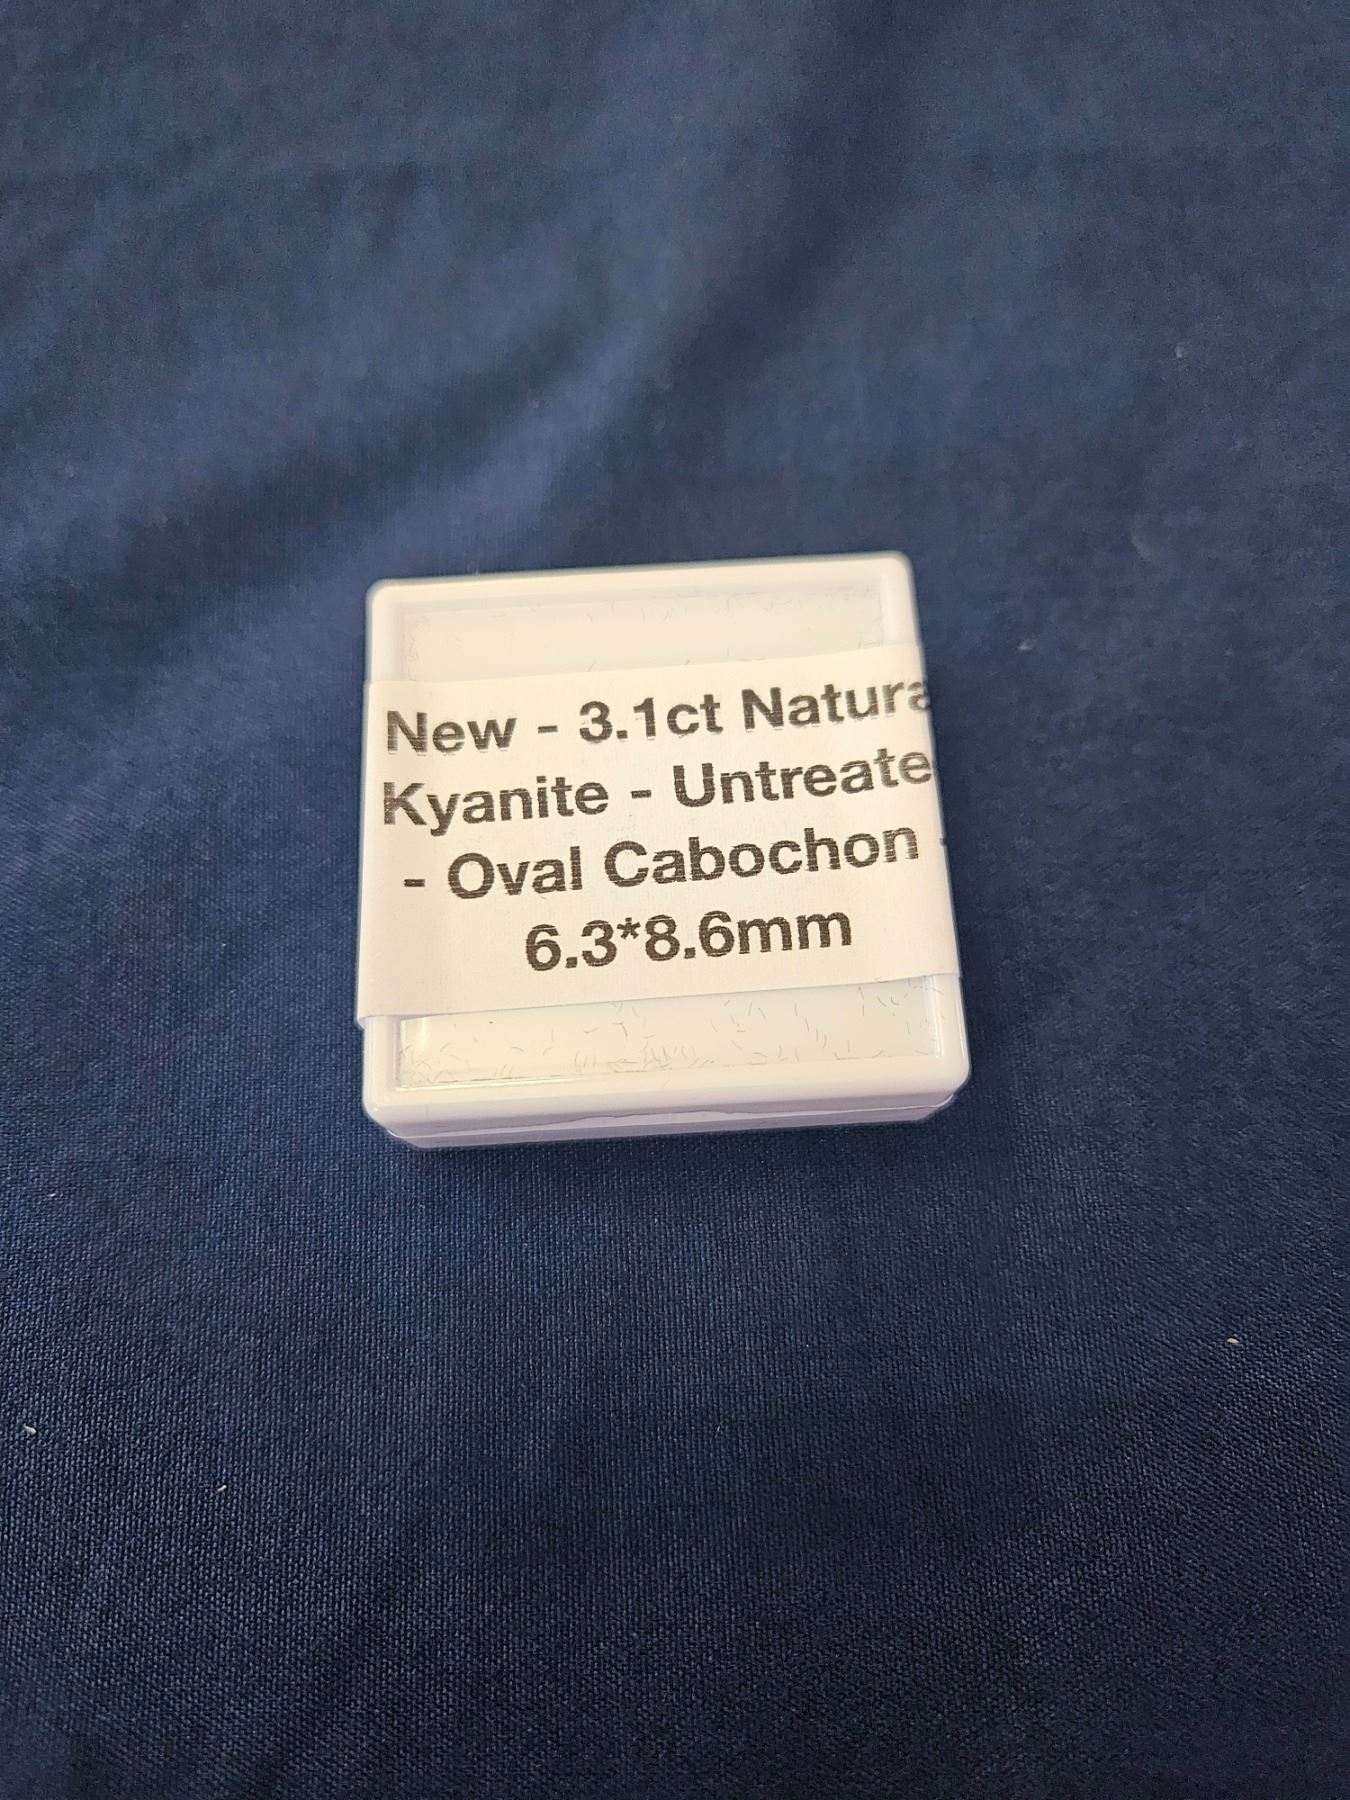 New - 3.1ct Natura
Kyanite - Untreate
- Oval Cabochon -
6.3*8.6mm